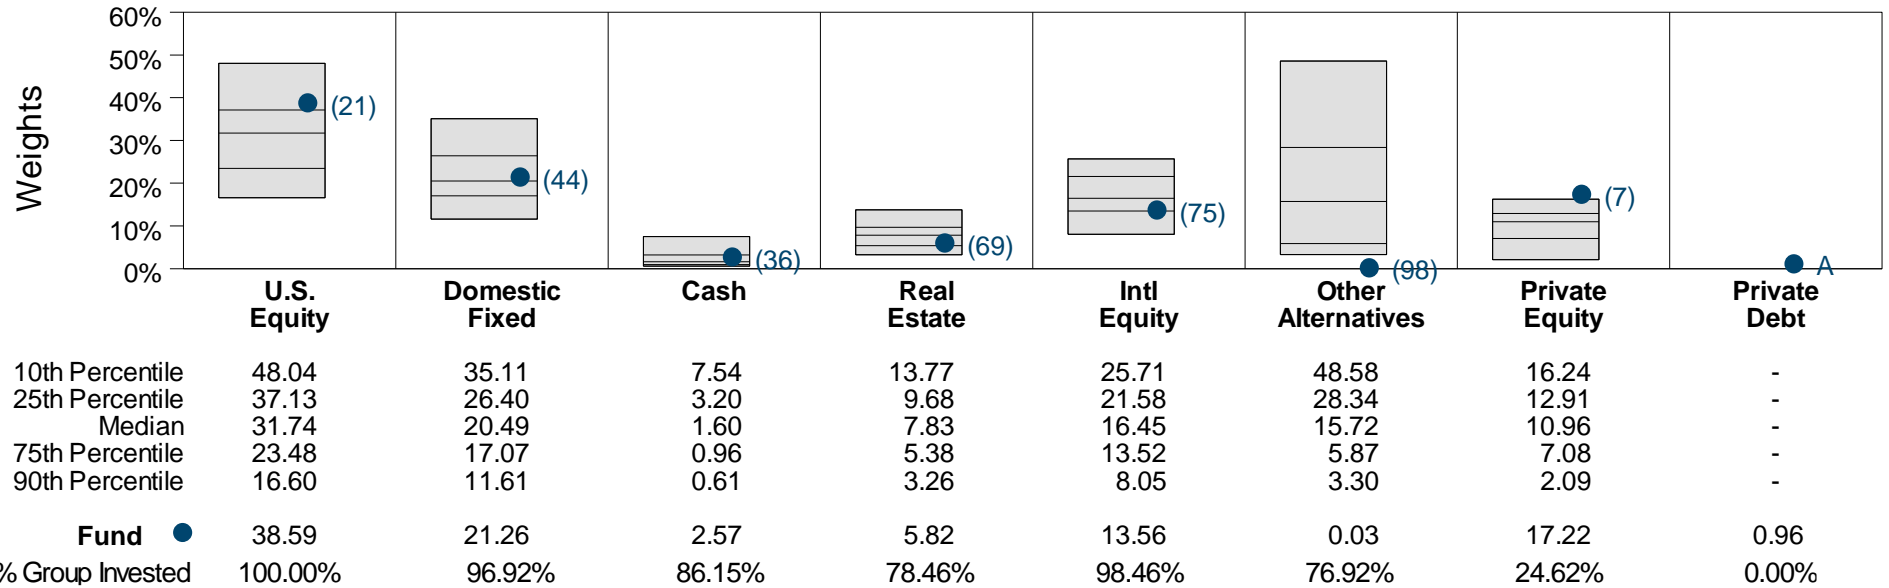 60%
50%
40%
30%
20%
10%
0%
Weights
(21)
(44)
(36)
(69)
(75)
(98)
(7)
A
U.S. Equity Domestic Fixed Cash Real Estate Intl Equity Other Alternatives Private Equity Private Debt
10th Percentile 48.04 35.11 7.54 13.77 25.71 48.58 16.24 -
25th Percentile 37.13 26.40 3.20 9.68 21.58 28.34 12.91 -
Median 31.74 20.49 1.60 7.83 16.45 15.72 10.96 -
75th Percentile 23.48 17.07 0.96 5.38 13.52 5.87 7.08 -
90th Percentile 16.60 11.61 0.61 3.26 8.05 3.30 2.09 -
Fund 38.59 21.26 2.57 5.82 13.56 0.03 17.22 0.96
% Group Invested 100.00% 96.92% 86.15% 78.46% 98.46% 76.92% 24.62% 0.00%